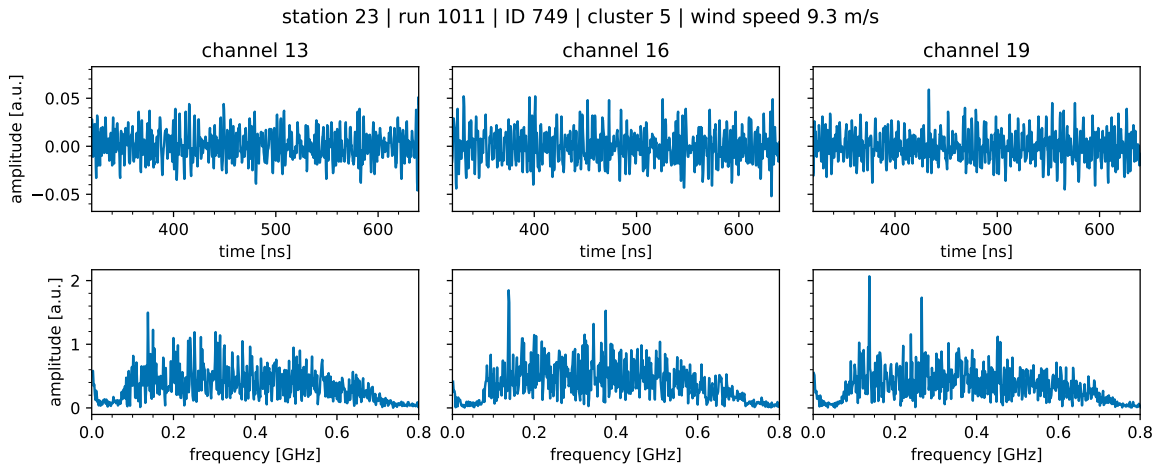 station 23 | run 1011 | ID 749 | cluster 5 | wind speed 9.3 m/s
channel 13
channel 16
channel 19
amplitude [a.u.]
0.05
0.00
−0.05
400
500
600
400
500
600
400
500
600
time [ns]
time [ns]
time [ns]
amplitude [a.u.]
2
1
0
0.0
0.2
0.4
0.6
0.8
0.0
0.2
0.4
0.6
0.8
0.0
0.2
0.4
0.6
0.8
frequency [GHz]
frequency [GHz]
frequency [GHz]